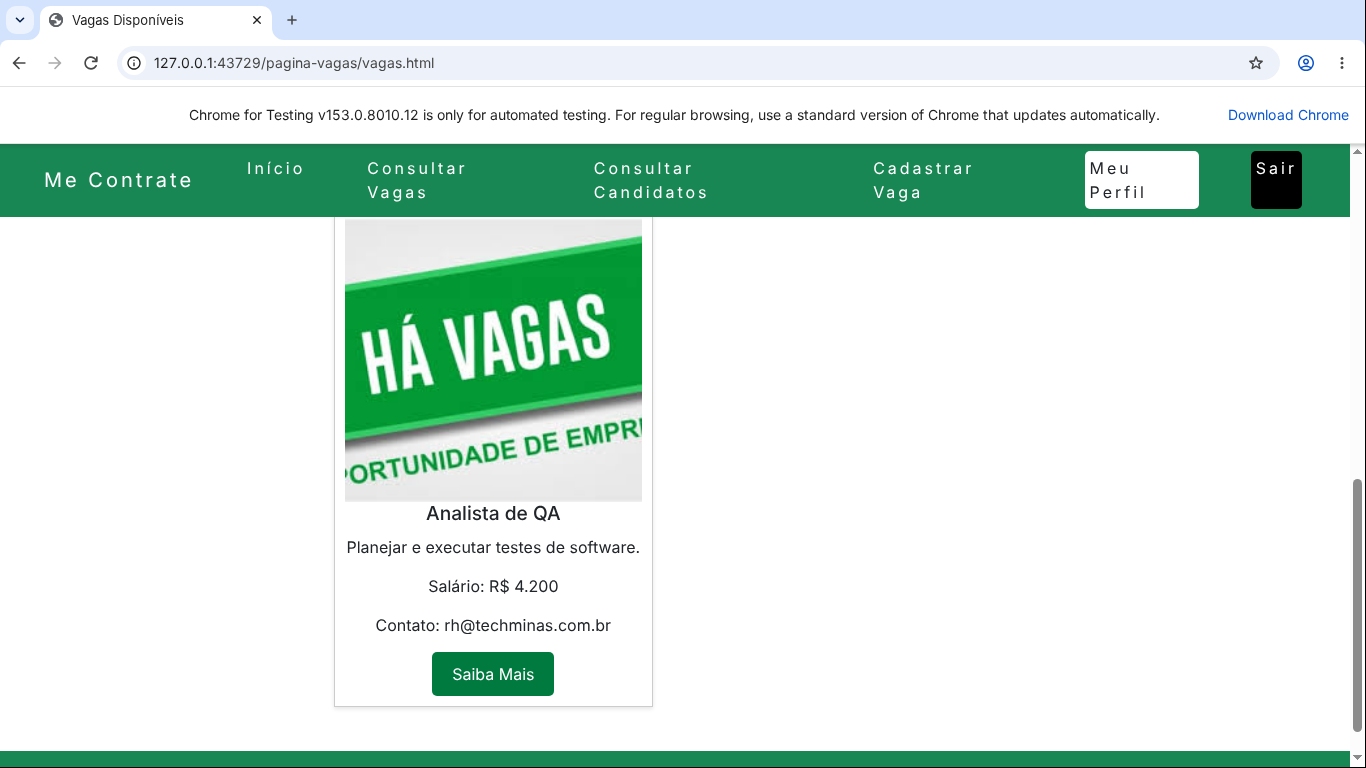 Vagas Disponíveis
127.0.0.1:43729/pagina-vagas/vagas.html
Chrome for Testing v153.0.8010.12 is only for automated testing. For regular browsing, use a standard version of Chrome that updates automatically.
Download Chrome
Me Contrate
Início
Consultar
Vagas
Consultar
Candidatos
Cadastrar
Vaga
Meu
Perfil
Sair
HÁ VAGAS
PORTUNIDADE DE EMPR
Analista de QA
Planejar e executar testes de software.
Salário: R$ 4.200
Contato: rh@techminas.com.br
Saiba Mais